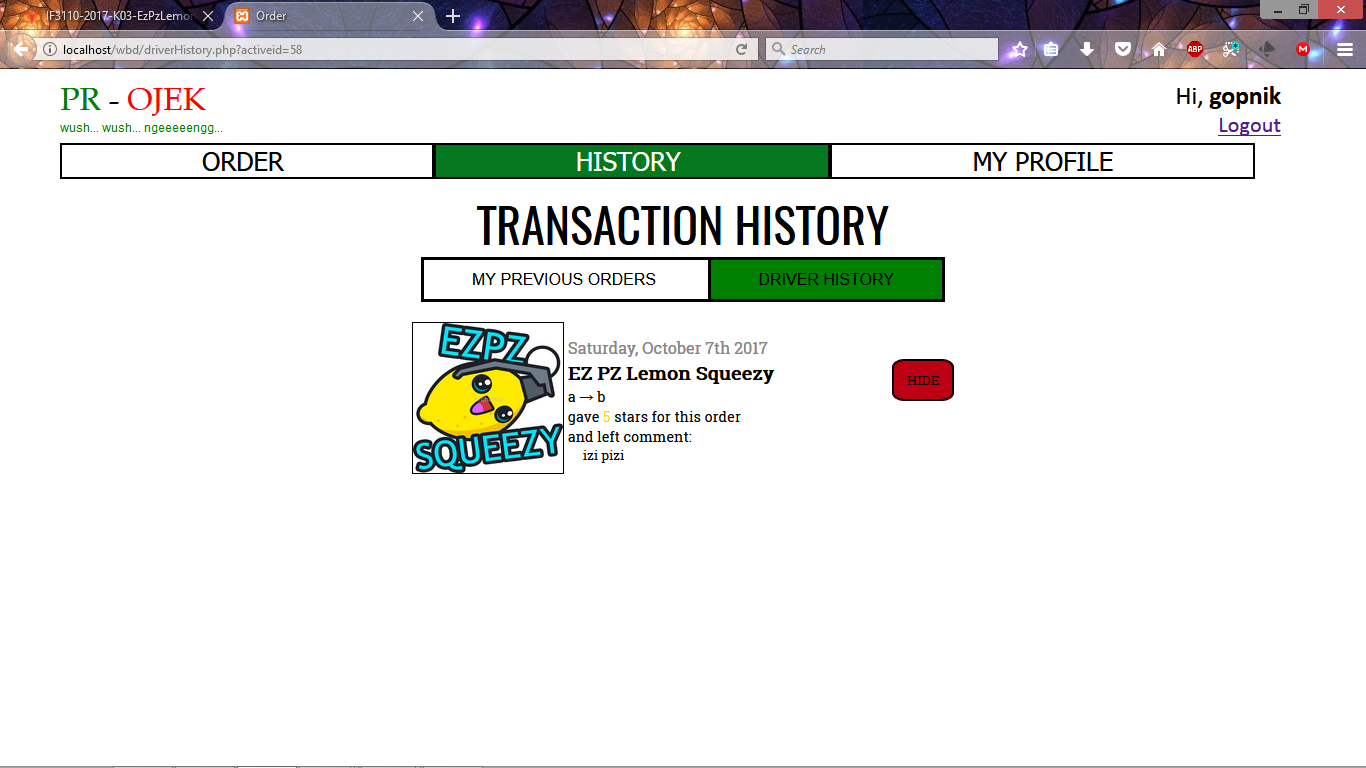 IF3110-2017-K03-EzPzLemon
Order
localhost/wbd/driverHistory.php?activeid=58
Search
ABP
M
PR - OJEK
wush... wush... ngeeeeengg...
Hi, gopnik
Logout
ORDER
HISTORY
MY PROFILE
TRANSACTION HISTORY
MY PREVIOUS ORDERS
DRIVER HISTORY
EZPZ
SQUEEZY
Saturday, October 7th 2017
EZ PZ Lemon Squeezy
a → b
gave 5 stars for this order
and left comment:
izi pizi
HIDE